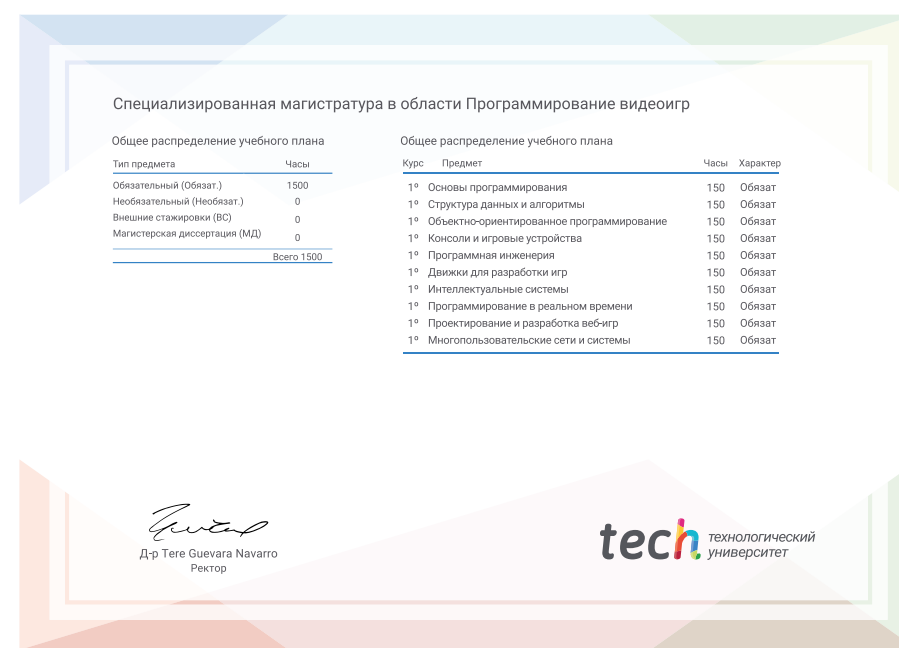 Специализированная магистратура в области Программирование видеоигр
Общее распределение учебного плана
Тип предмета Часы
Обязательный (Обязат.) 1500
Необязательный (Необязат.) 0
Внешние стажировки (ВС) 0
Магистерская диссертация (МД) 0
Всего 1500
Общее распределение учебного плана
Курс Предмет Часы Характер
1º Основы программирования 150 Обязат
1º Структура данных и алгоритмы 150 Обязат
1º Объектно-ориентированное программирование 150 Обязат
1º Консоли и игровые устройства 150 Обязат
1º Программная инженерия 150 Обязат
1º Движки для разработки игр 150 Обязат
1º Интеллектуальные системы 150 Обязат
1º Программирование в реальном времени 150 Обязат
1º Проектирование и разработка веб-игр 150 Обязат
1º Многопользовательские сети и системы 150 Обязат
Д-р Tere Guevara Navarro
Ректор
tech технологический
университет